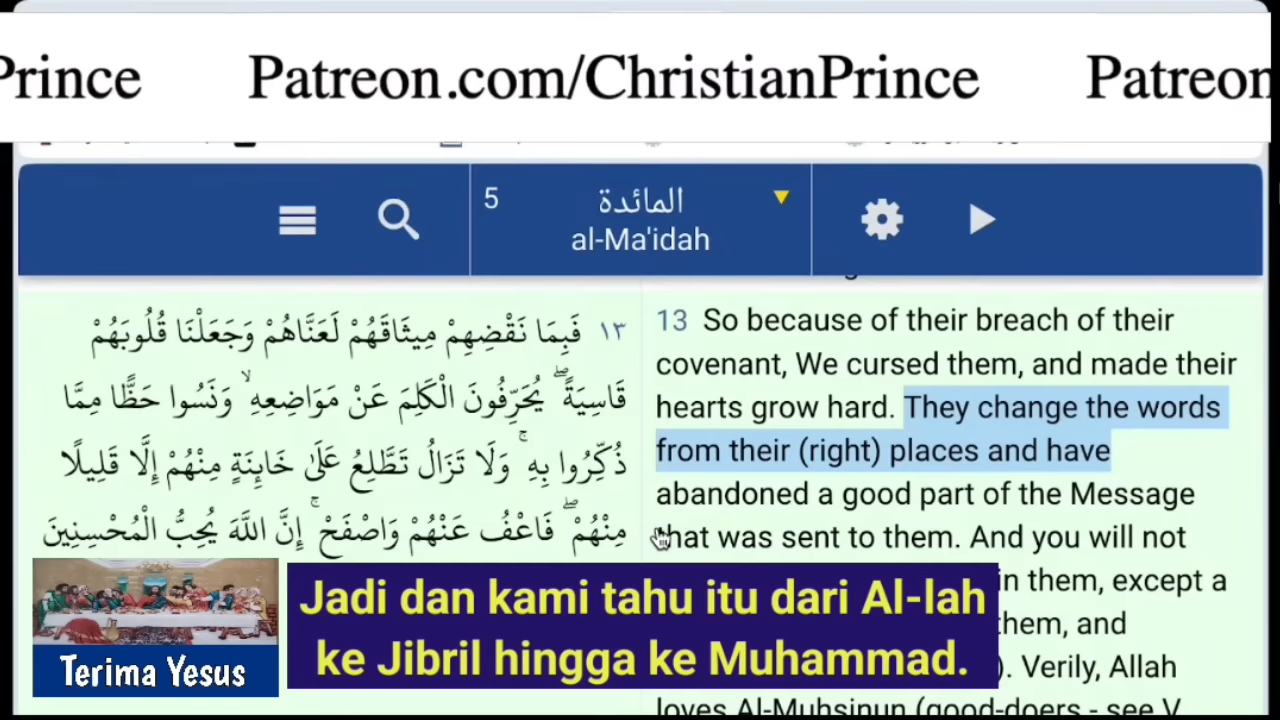 Prince Patreon.com/ChristianPrince Patreon
5 المائدة
al-Ma'idah
١٣ فَبِمَا نَقْضِهِمْ مِيثَاقَهُمْ لَعَنَّاهُمْ وَجَعَلْنَا قُلُوبَهُمْ
قَاسِيَةً ۖ يُحَرِّفُونَ الْكَلِمَ عَنْ مَوَاضِعِهِ ۙ وَنَسُوا حَظًّا مِمَّا
ذُكِّرُوا بِهِ ۚ وَلَا تَزَالُ تَطَّلِعُ عَلَىٰ خَائِنَةٍ مِنْهُمْ إِلَّا قَلِيلًا
مِنْهُمْ ۖ فَاعْفُ عَنْهُمْ وَاصْفَحْ ۚ إِنَّ اللَّهَ يُحِبُّ الْمُحْسِنِينَ
13 So because of their breach of their
covenant, We cursed them, and made their
hearts grow hard. They change the words
from their (right) places and have
abandoned a good part of the Message
that was sent to them. And you will not
in them, except a
them, and
). Verily, Allah
loves Al-Muhsinun (good-doers - see V
Terima Yesus
Jadi dan kami tahu itu dari Al-lah
ke Jibril hingga ke Muhammad.